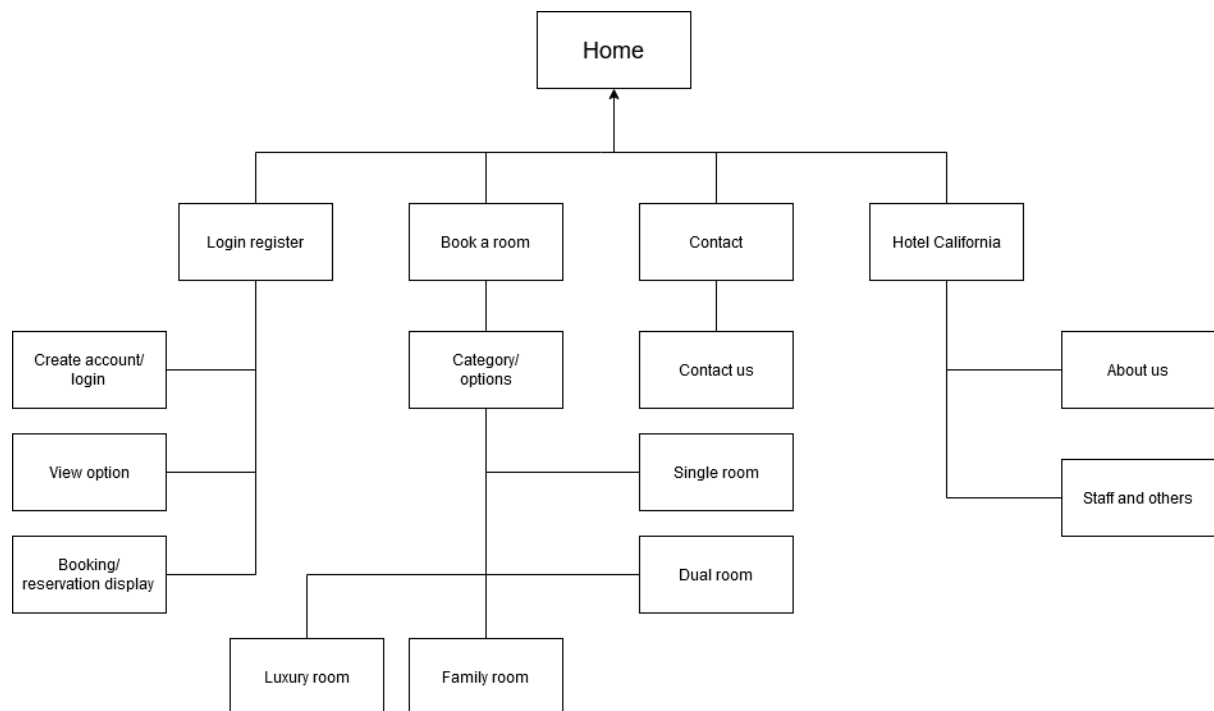 Home
Login register
Book a room
Contact
Hotel California
Create account/
login
Category/
options
Contact us
About us
View option
Single room
Staff and others
Booking/
reservation display
Dual room
Luxury room
Family room